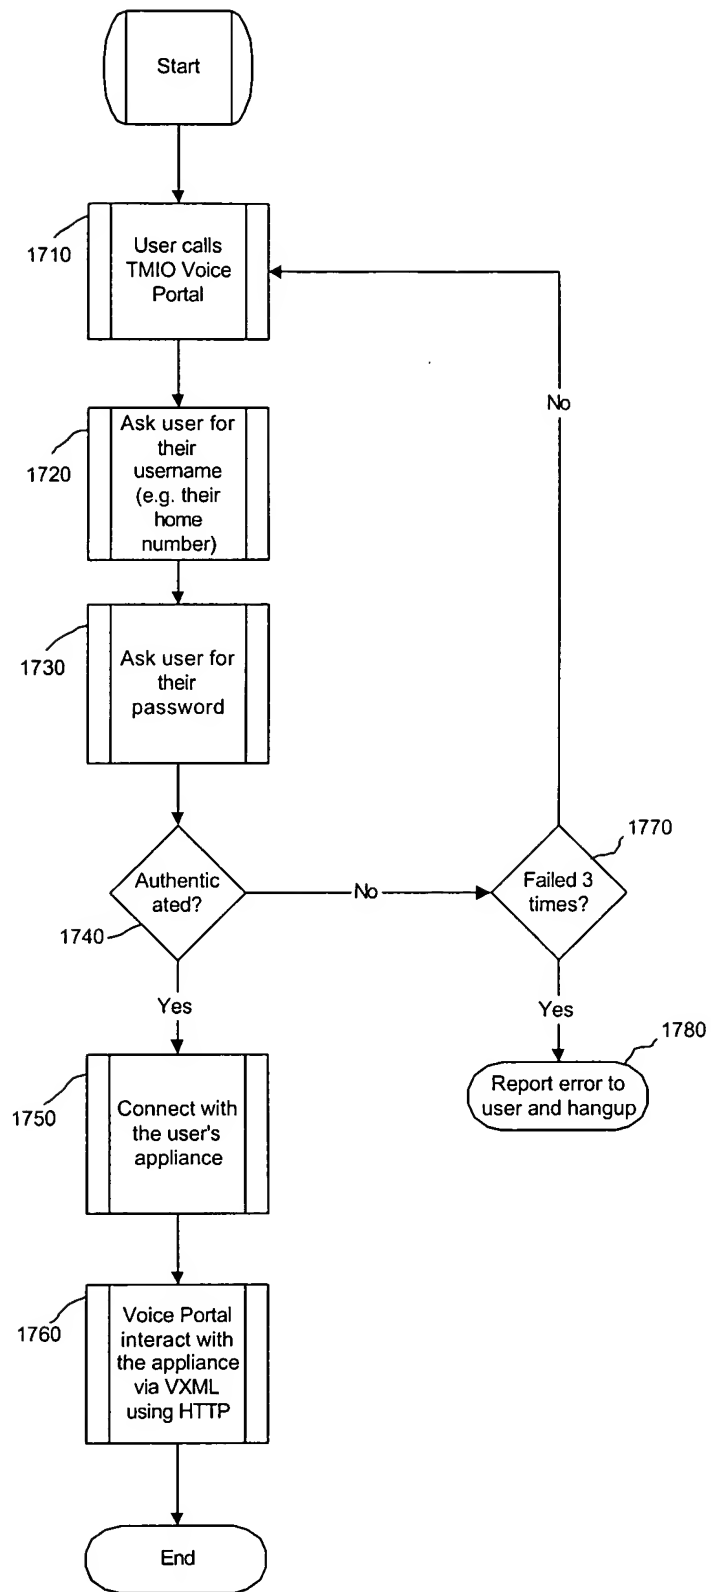 Start
1710
User calls
TMIO Voice
Portal
No
1720
Ask user for
their
username
(e.g. their
home
number)
1730
Ask user for
their
password
1740
Authentic
ated?
No
1770
Failed 3
times?
Yes
Yes
1780
Report error to
user and hangup
1750
Connect with
the user's
appliance
1760
Voice Portal
interact with
the appliance
via VXML
using HTTP
End